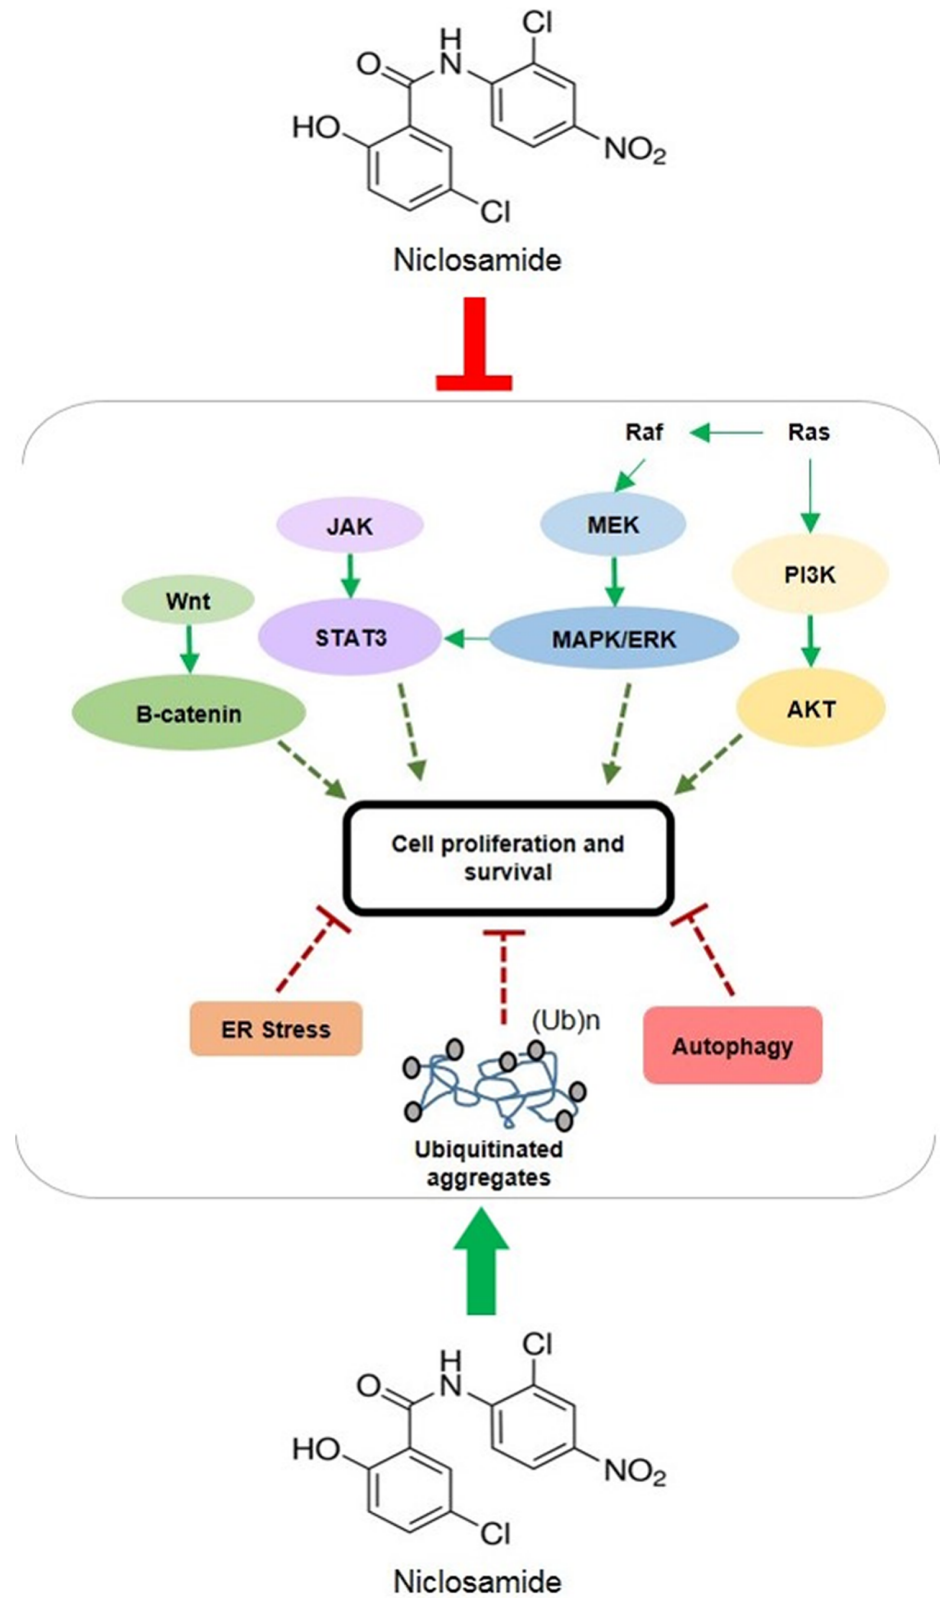 Cl
H
N
O
HO
NO2
Cl
Niclosamide
Raf
Ras
JAK
MEK
PI3K
Wnt
STAT3
MAPK/ERK
B-catenin
AKT
Cell proliferation and
survival
ER Stress
(Ub)n
Autophagy
Ubiquitinated
aggregates
Cl
H
N
O
HO
NO2
Cl
Niclosamide